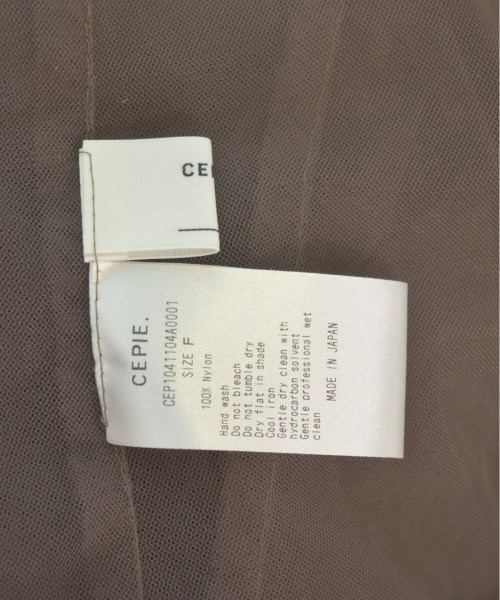 CEPIE.
CEP1041104A0001
SIZE F
100% Nylon
Hand wash
Do not bleach
Do not tumble dry
Dry flat in shade
Cool iron
Gentle dry clean with
hydrocarbon solvent
Gentle professional wet
clean
MADE IN JAPAN